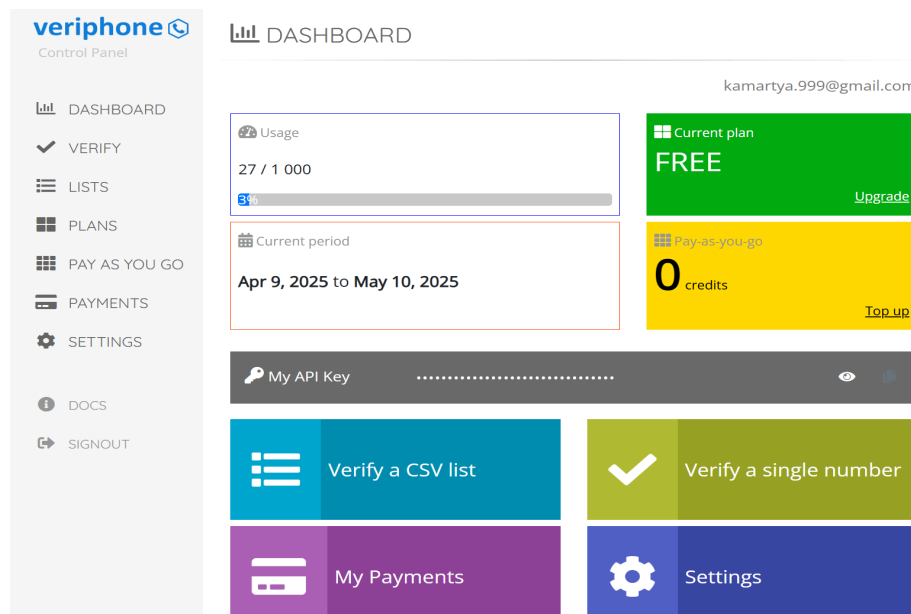 veriphone
Control Panel
DASHBOARD
VERIFY
LISTS
PLANS
PAY AS YOU GO
PAYMENTS
SETTINGS
DOCS
SIGNOUT
DASHBOARD
kamartya.999@gmail.com
Usage
27 / 1 000
3%
Current plan
FREE
Upgrade
Current period
Apr 9, 2025 to May 10, 2025
Pay-as-you-go
0 credits
Top up
My API Key ································
Verify a CSV list
Verify a single number
My Payments
Settings